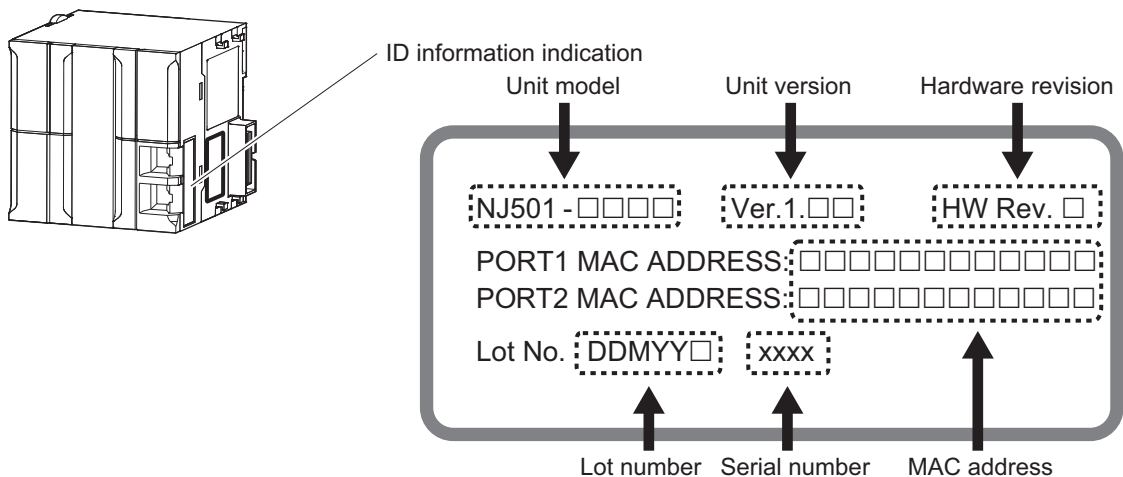 ID information indication
Unit model Unit version Hardware revision
NJ501-□□□□ Ver.1.□□ HW Rev. □
PORT1 MAC ADDRESS: □□□□□□□□□□□□
PORT2 MAC ADDRESS: □□□□□□□□□□□□
Lot No. DDMYY□ xxxx
Lot number Serial number MAC address